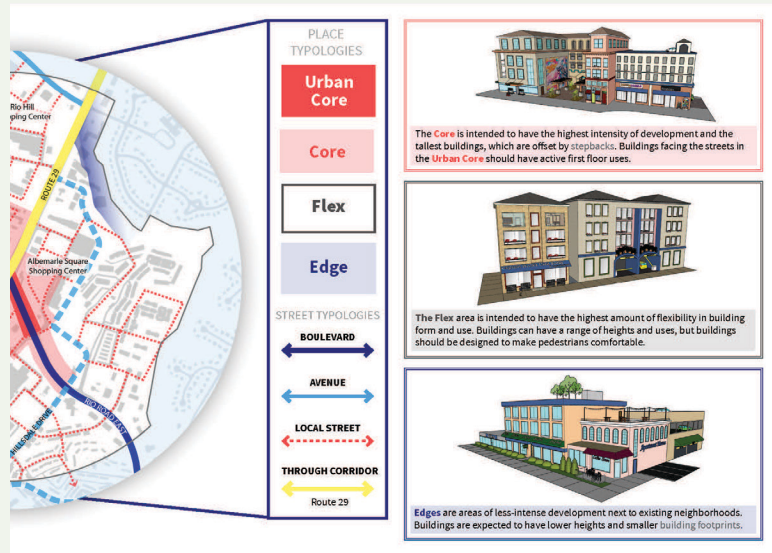 Rio Hill
ping Center
ROUTE 29
Albemarle Square
Shopping Center
RIO ROAD EAST
HILLSDALE DRIVE
PLACE
TYPOLOGIES
Urban
Core
Core
Flex
Edge
STREET TYPOLOGIES
BOULEVARD
AVENUE
LOCAL STREET
THROUGH CORRIDOR
Route 29
The Core is intended to have the highest intensity of development and the
tallest buildings, which are offset by stepbacks. Buildings facing the streets in
the Urban Core should have active first floor uses.
The Flex area is intended to have the highest amount of flexibility in building
form and use. Buildings can have a range of heights and uses, but buildings
should be designed to make pedestrians comfortable.
Edges are areas of less-intense development next to existing neighborhoods.
Buildings are expected to have lower heights and smaller building footprints.